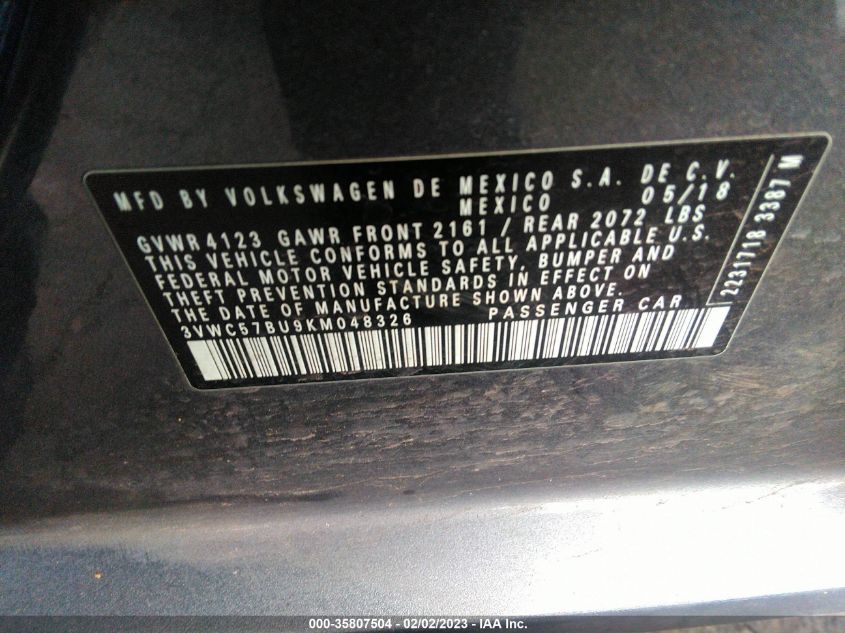 MFD BY VOLKSWAGEN DE MEXICO S.A. DE C.V.
MEXICO 05/18
GVWR 4123 GAWR FRONT 2161 / REAR 2072 LBS
THIS VEHICLE CONFORMS TO ALL APPLICABLE U.S.
FEDERAL MOTOR VEHICLE SAFETY, BUMPER AND
THEFT PREVENTION STANDARDS IN EFFECT ON
THE DATE OF MANUFACTURE SHOWN ABOVE.
3VWC57BU9KM048326 PASSENGER CAR
2231718 3387 M
000-35807504 — 02/02/2023 — IAA Inc.